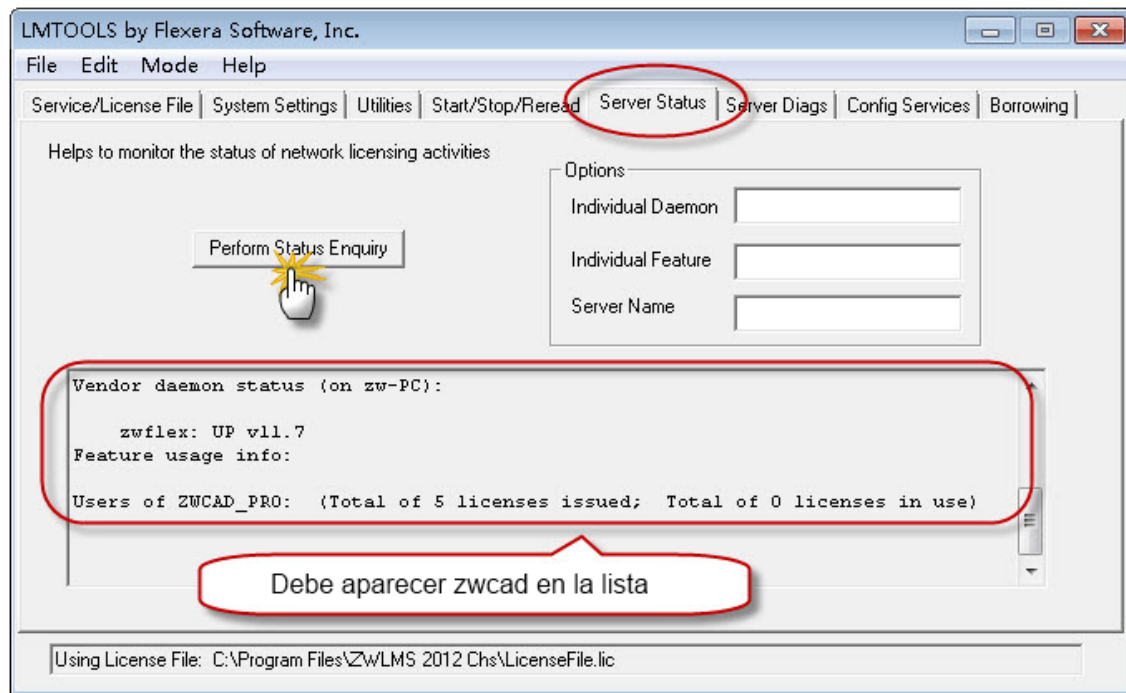 LMTOOLS by Flexera Software, Inc.
File Edit Mode Help
Service/License File System Settings Utilities Start/Stop/Reread Server Status Server Diags Config Services Borrowing
Helps to monitor the status of network licensing activities
Options
Individual Daemon
Perform Status Enquiry
Individual Feature
Server Name
Vendor daemon status (on zw-PC):
zwflex: UP v11.7
Feature usage info:
Users of ZWCAD_PRO: (Total of 5 licenses issued; Total of 0 licenses in use)
Debe aparecer zwcad en la lista
Using License File: C:\Program Files\ZWLMS 2012 Chs\LicenseFile.lic